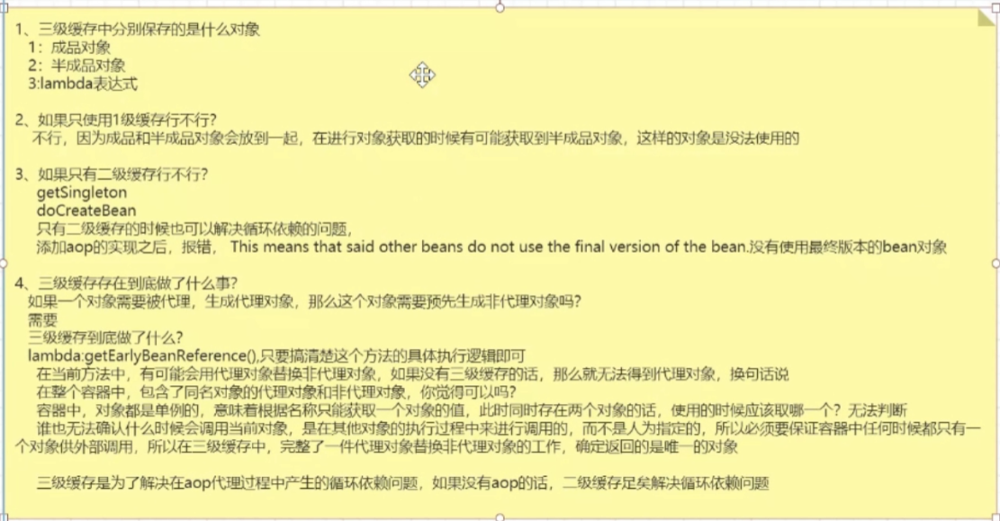 1、三级缓存中分别保存的是什么对象
1：成品对象
2：半成品对象
3:lambda表达式
2、如果只使用1级缓存行不行？
不行，因为成品和半成品对象会放到一起，在进行对象获取的时候有可能获取到半成品对象，这样的对象是没法使用的
3、如果只有二级缓存行不行？
getSingleton
doCreateBean
只有二级缓存的时候也可以解决循环依赖的问题，
添加aop的实现之后，报错， This means that said other beans do not use the final version of the bean.没有使用最终版本的bean对象
4、三级缓存存在到底做了什么事？
如果一个对象需要被代理，生成代理对象，那么这个对象需要预先生成非代理对象吗？
需要
三级缓存到底做了什么？
lambda:getEarlyBeanReference(),只要搞清楚这个方法的具体执行逻辑即可
在当前方法中，有可能会用代理对象替换非代理对象，如果没有三级缓存的话，那么就无法得到代理对象，换句话说
在整个容器中，包含了同名对象的代理对象和非代理对象，你觉得可以吗？
容器中，对象都是单例的，意味着根据名称只能获取一个对象的值，此时同时存在两个对象的话，使用的时候应该取哪一个？无法判断
谁也无法确认什么时候会调用当前对象，是在其他对象的执行过程中来进行调用的，而不是人为指定的，所以必须要保证容器中任何时候都只有一
个对象供外部调用，所以在三级缓存中，完整了一件代理对象替换非代理对象的工作，确定返回的是唯一的对象
三级缓存是为了解决在aop代理过程中产生的循环依赖问题，如果没有aop的话，二级缓存足矣解决循环依赖问题